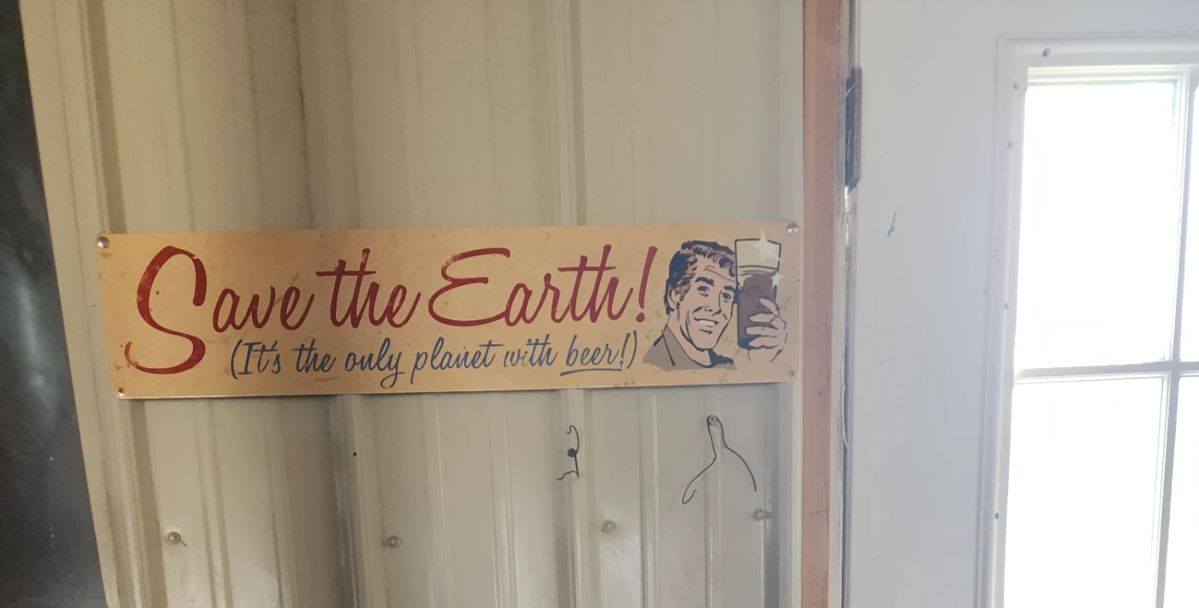 Save the Earth!
(It's the only planet with beer!)